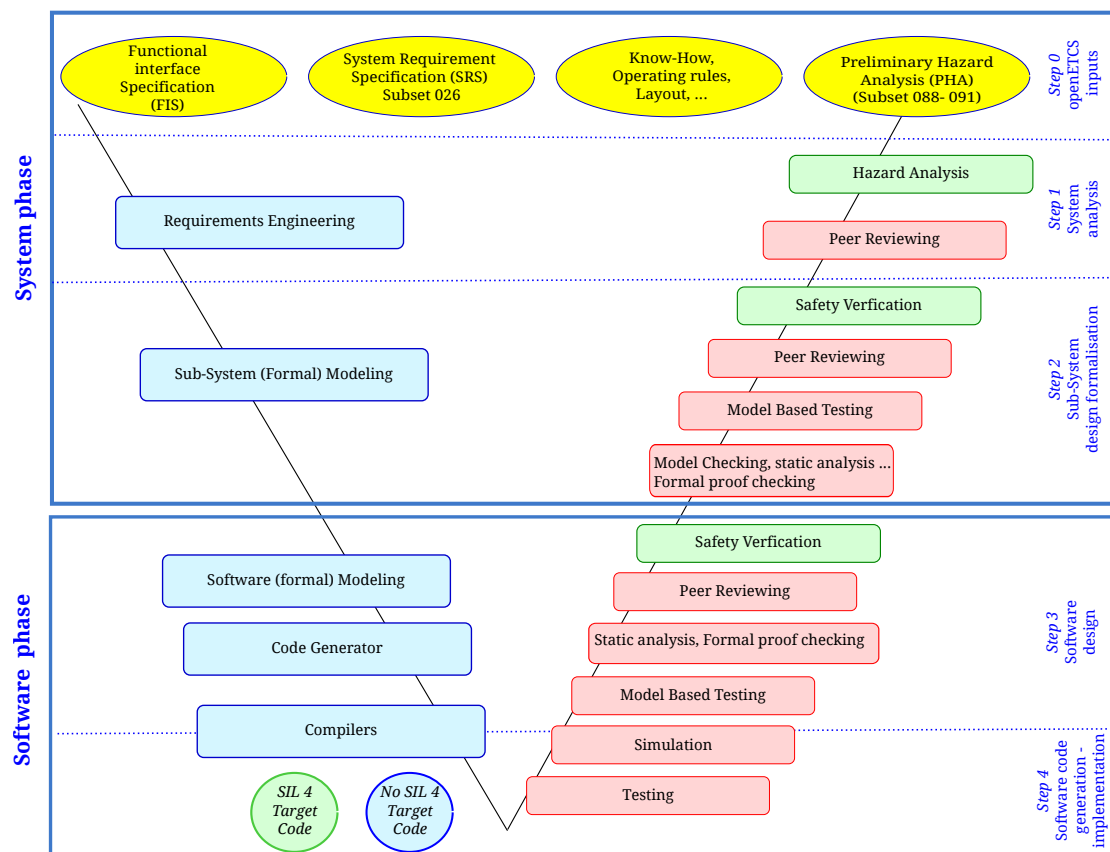 Functional
interface
Specification
(FIS)
System Requirement
Specification (SRS)
Subset 026
Know-How,
Operating rules,
Layout, ...
Preliminary Hazard
Analysis (PHA)
(Subset 088- 091)
Step 0
openETCS
inputs
System phase
Hazard Analysis
Requirements Engineering
Peer Reviewing
Step 1
System
analysis
Safety Verfication
Peer Reviewing
Sub-System (Formal) Modeling
Model Based Testing
Model Checking, static analysis ...
Formal proof checking
Step 2
Sub-System
design formalisation
Software phase
Safety Verfication
Software (formal) Modeling
Peer Reviewing
Code Generator
Static analysis, Formal proof checking
Model Based Testing
Step 3
Software
design
Compilers
Simulation
Testing
SIL 4
Target
Code
No SIL 4
Target
Code
Step 4
Software code
generation -
implementation